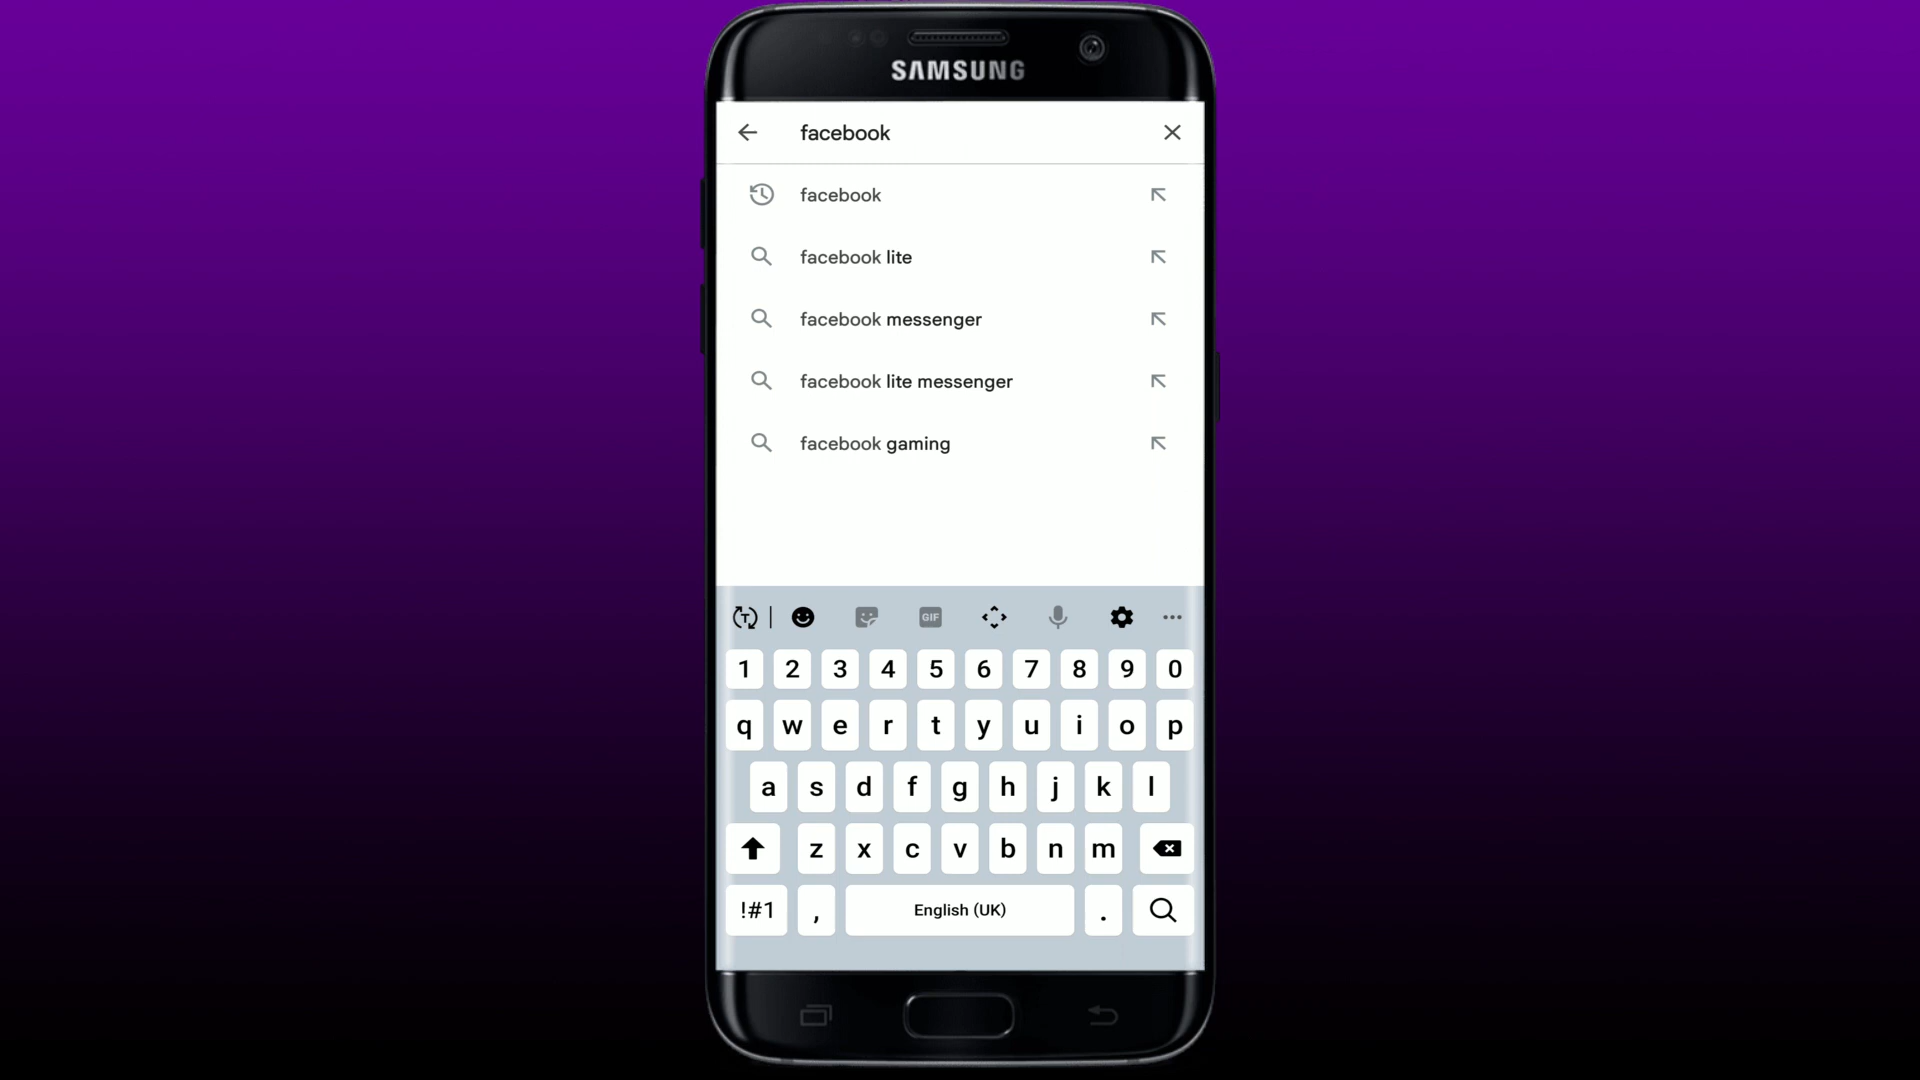 SAMSUNG
facebook
facebook
facebook lite
facebook messenger
facebook lite messenger
facebook gaming
T GIF
1 2 3 4 5 6 7 8 9 0
q w e r t y u i o p
a s d f g h j k l
z x c v b n m
!#1 , English (UK) .